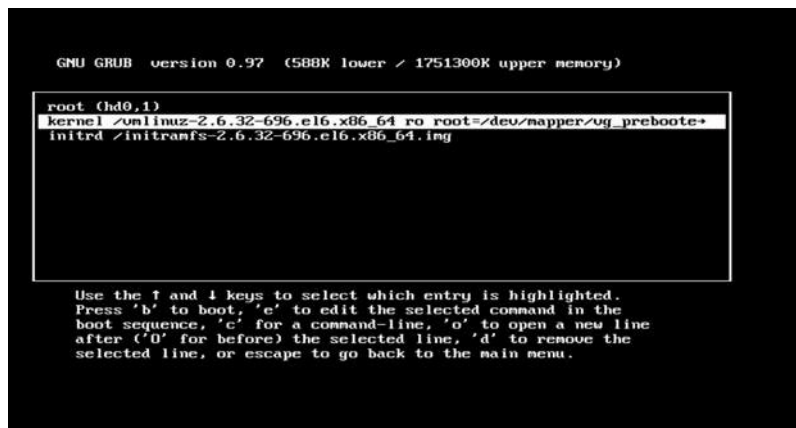 GNU GRUB version 0.97 (588K lower / 1751300K upper memory)
root (hd0,1)
kernel /vmlinuz-2.6.32-696.el6.x86_64 ro root=/dev/mapper/vg_preboote→
initrd /initramfs-2.6.32-696.el6.x86_64.img
Use the ↑ and ↓ keys to select which entry is highlighted.
Press 'b' to boot, 'e' to edit the selected command in the
boot sequence, 'c' for a command-line, 'o' to open a new line
after ('O' for before) the selected line, 'd' to remove the
selected line, or escape to go back to the main menu.